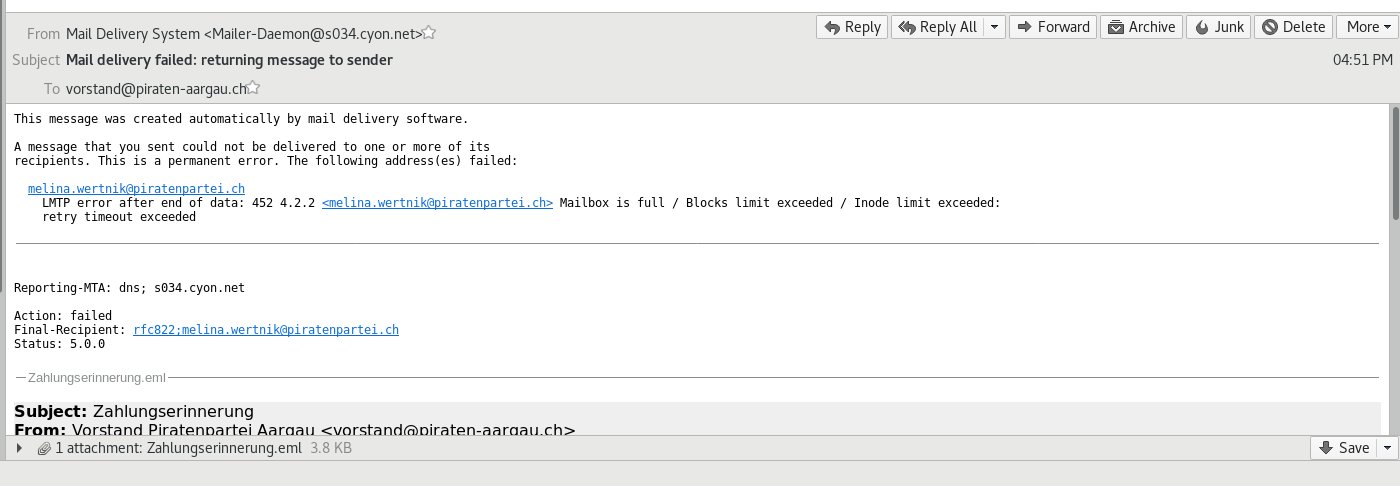 From Mail Delivery System <Mailer-Daemon@s034.cyon.net>
Reply Reply All Forward Archive Junk Delete More
Subject Mail delivery failed: returning message to sender 04:51 PM
To vorstand@piraten-aargau.ch
This message was created automatically by mail delivery software.
A message that you sent could not be delivered to one or more of its
recipients. This is a permanent error. The following address(es) failed:
melina.wertnik@piratenpartei.ch
LMTP error after end of data: 452 4.2.2 <melina.wertnik@piratenpartei.ch> Mailbox is full / Blocks limit exceeded / Inode limit exceeded:
retry timeout exceeded
Reporting-MTA: dns; s034.cyon.net
Action: failed
Final-Recipient: rfc822;melina.wertnik@piratenpartei.ch
Status: 5.0.0
Zahlungserinnerung.eml
Subject: Zahlungserinnerung
From: Vorstand Piratenpartei Aargau <vorstand@piraten-aargau.ch>
1 attachment: Zahlungserinnerung.eml 3.8 KB Save